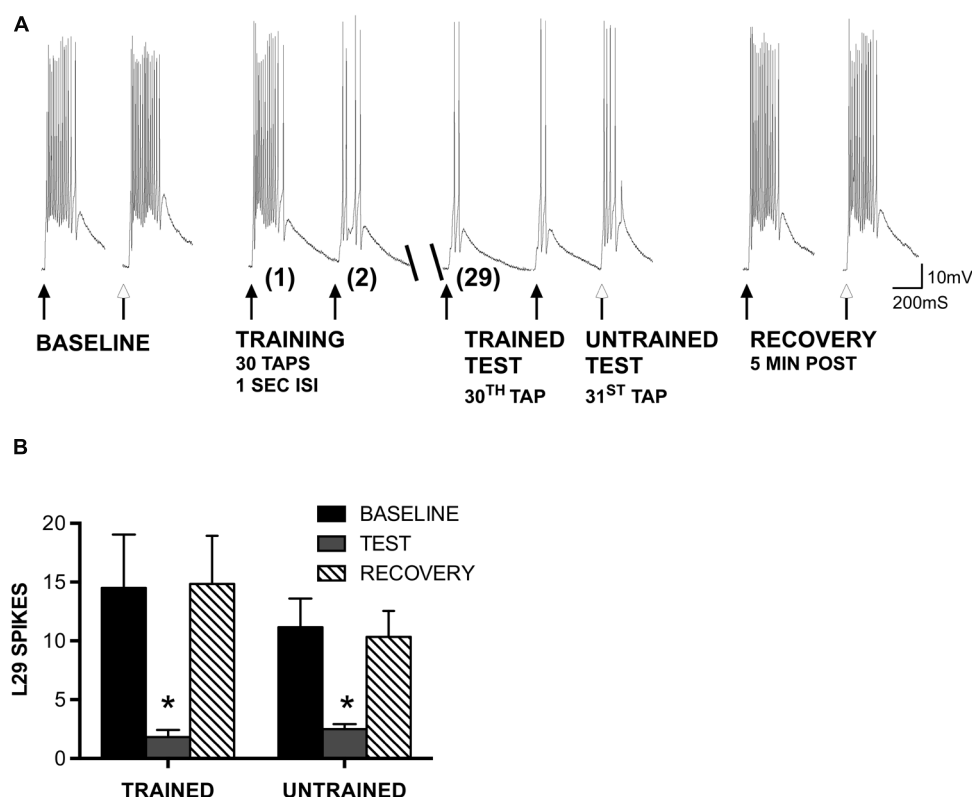 A
(1)
(2)
(29)
10mV
200mS
BASELINE
TRAINING
30 TAPS
1 SEC ISI
TRAINED
TEST
30TH TAP
UNTRAINED
TEST
31ST TAP
RECOVERY
5 MIN POST
B
BASELINE
TEST
RECOVERY
L29 SPIKES
20
15
10
5
0
*
*
TRAINED
UNTRAINED